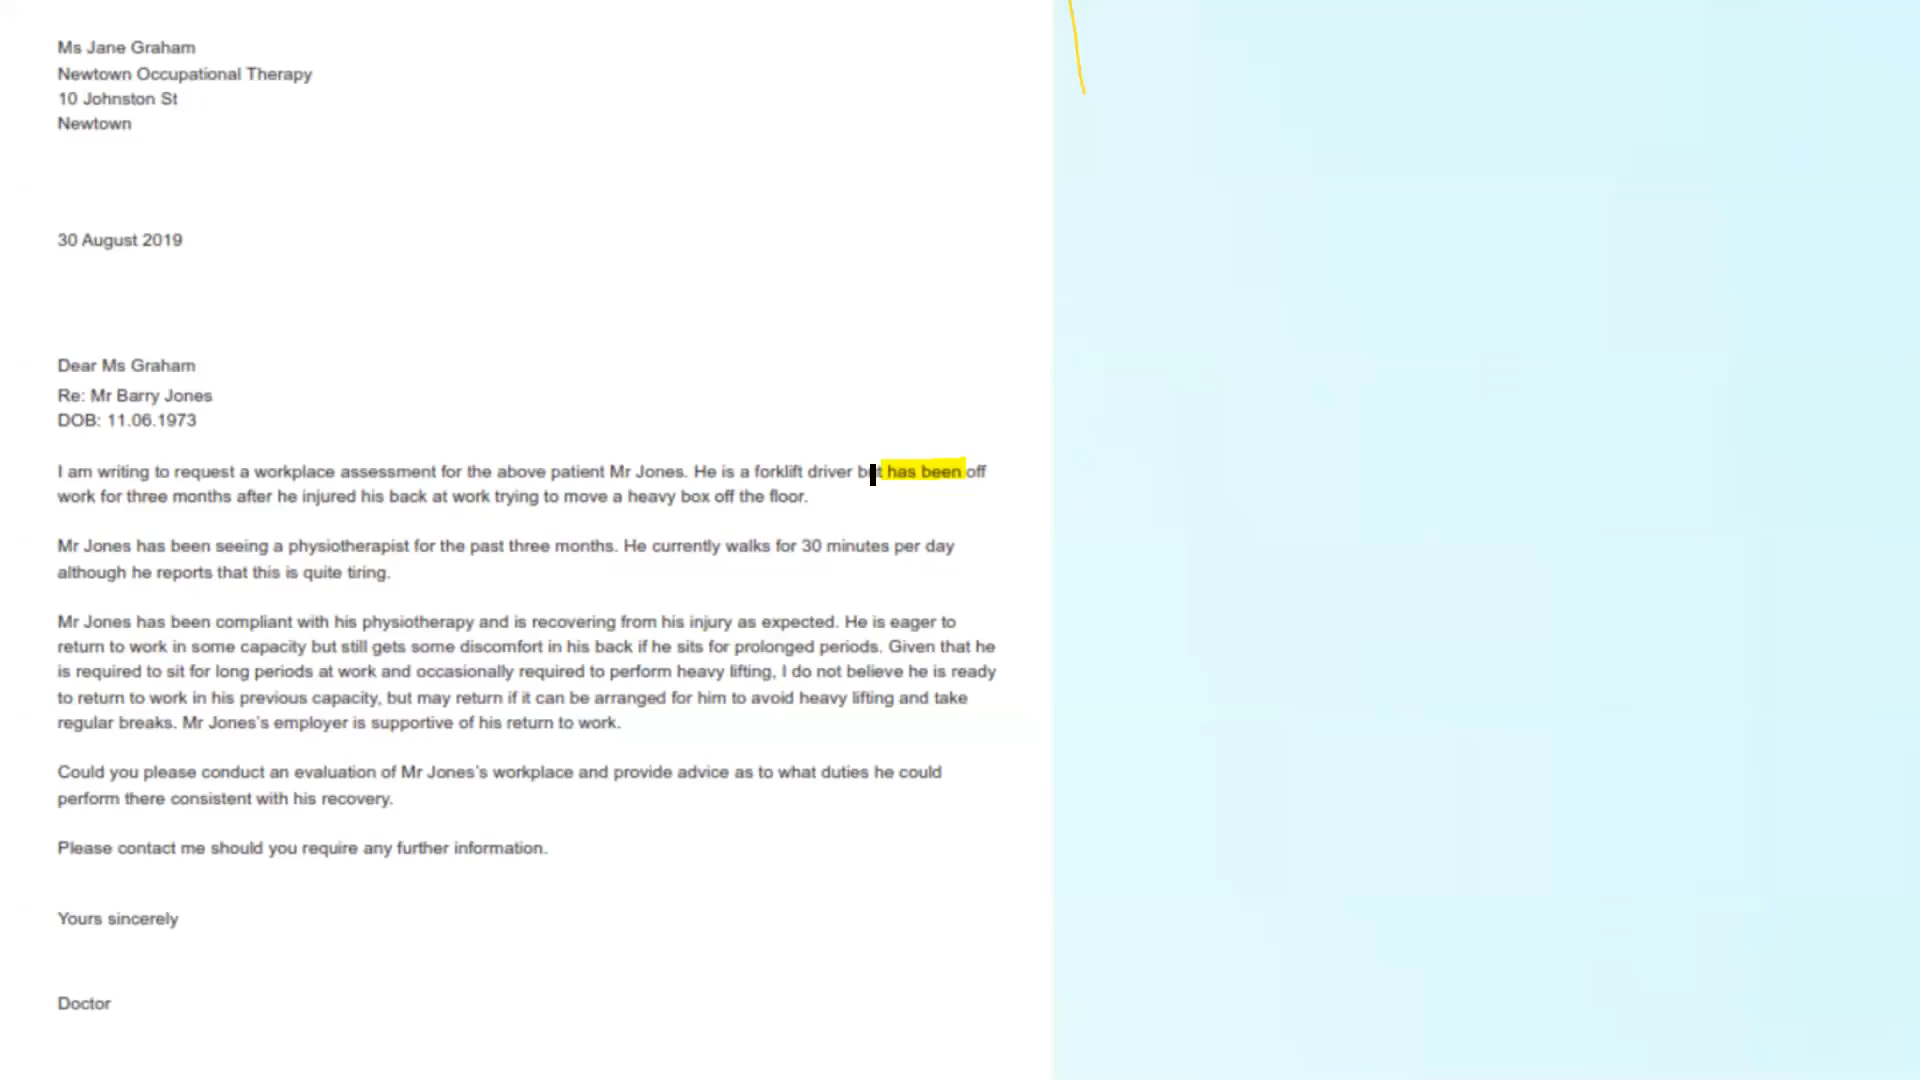 Ms Jane Graham
Newtown Occupational Therapy
10 Johnston St
Newtown
30 August 2019
Dear Ms Graham
Re: Mr Barry Jones
DOB: 11.06.1973
I am writing to request a workplace assessment for the above patient Mr Jones. He is a forklift driver but has been off
work for three months after he injured his back at work trying to move a heavy box off the floor.
Mr Jones has been seeing a physiotherapist for the past three months. He currently walks for 30 minutes per day
although he reports that this is quite tiring.
Mr Jones has been compliant with his physiotherapy and is recovering from his injury as expected. He is eager to
return to work in some capacity but still gets some discomfort in his back if he sits for prolonged periods. Given that he
is required to sit for long periods at work and occasionally required to perform heavy lifting, I do not believe he is ready
to return to work in his previous capacity, but may return if it can be arranged for him to avoid heavy lifting and take
regular breaks. Mr Jones's employer is supportive of his return to work.
Could you please conduct an evaluation of Mr Jones's workplace and provide advice as to what duties he could
perform there consistent with his recovery.
Please contact me should you require any further information.
Yours sincerely
Doctor